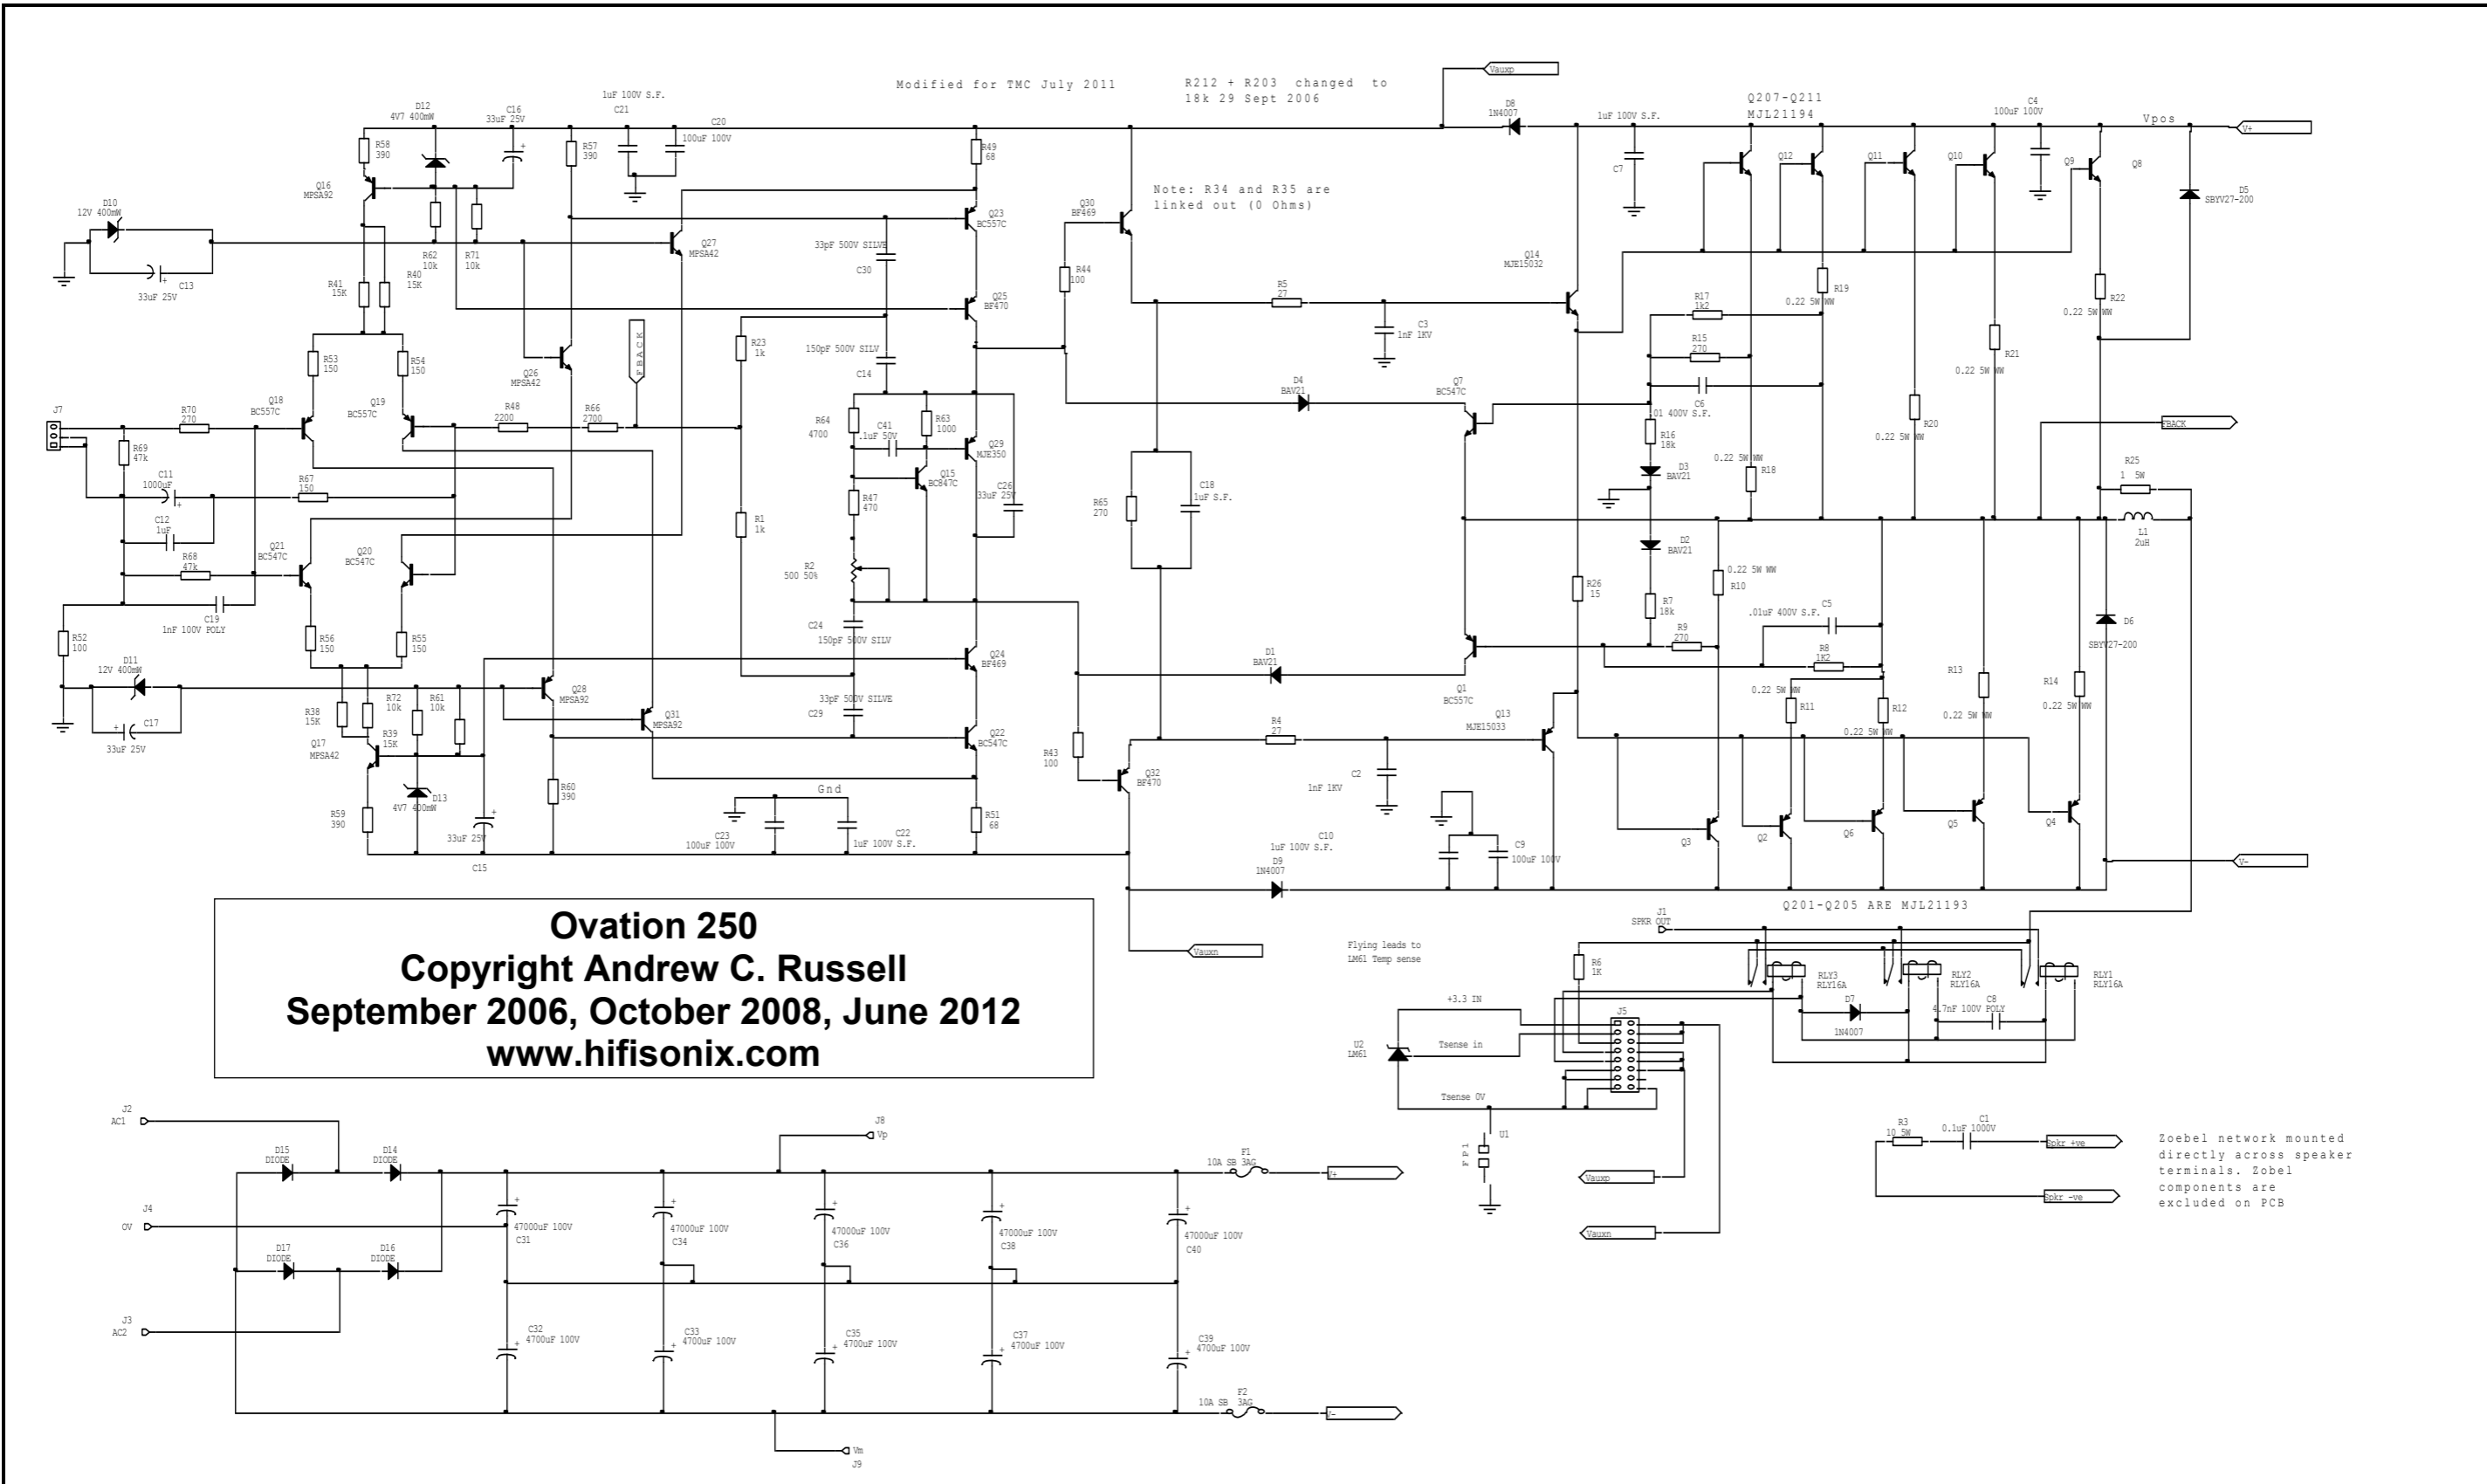 Modified for TMC July 2011
R212 + R203 changed to
18k 29 Sept 2006
Vauxp
D8
1N4007
1uF 100V S.F.
C7
Q207-Q211
MJL21194
C4
100uF 100V
Vpos
V+
D12
4V7 400mW
C16
33uF 25V
1uF 100V S.F.
C21
C20
100uF 100V
R58
390
R57
390
R49
68
Q16
MPSA92
D10
12V 400mW
C13
33uF 25V
R62
10k
R71
10k
R41
15K
R40
15K
Q27
MPSA42
Q23
BC557C
33pF 500V SILVE
C30
Q25
BF470
Note: R34 and R35 are
linked out (0 Ohms)
Q30
BF469
R44
100
R5
27
C3
1nF 1KV
Q14
MJE15032
Q12
Q11
Q10
Q9
Q8
D5
SBYV27-200
R17
1k2
R19
0.22 5W WW
R22
0.22 5W WW
R15
270
R21
0.22 5W WW
C6
.01 400V S.F.
R20
0.22 5W WW
R16
18k
R18
0.22 5W WW
D3
BAV21
FBACK
R25
1 5W
L1
2uH
R53
150
R54
150
Q26
MPSA42
FBACK
R23
1k
150pF 500V SILV
C14
J7
R70
270
Q18
BC557C
Q19
BC557C
R48
2200
R66
2700
R69
47k
C11
1000uF
R67
150
C12
1uF
R68
47k
Q21
BC547C
Q20
BC547C
C19
1nF 100V POLY
R52
100
R56
150
R55
150
R64
4700
C41
.1uF 50V
R63
1000
Q29
MJE350
Q15
BC847C
C26
33uF 25V
R47
470
R1
1k
R2
500 50%
C24
150pF 500V SILV
Q24
BF469
33pF 500V SILVE
C29
Q22
BC547C
R65
270
C18
1uF S.F.
D4
BAV21
Q7
BC547C
D2
BAV21
R26
15
R7
18k
R10
0.22 5W WW
C5
.01uF 400V S.F.
R9
270
R8
1K2
D6
SBYV27-200
D1
BAV21
Q1
BC557C
Q13
MJE15033
R4
27
C2
1nF 1KV
R11
0.22 5W WW
R12
0.22 5W WW
R13
0.22 5W WW
R14
0.22 5W WW
Q3
Q2
Q6
Q5
Q4
V-
D11
12V 400mW
C17
33uF 25V
R38
15K
R72
10k
R61
10k
R39
15K
Q17
MPSA42
Q28
MPSA92
Q31
MPSA92
R59
390
D13
4V7 400mW
33uF 25V
C15
R60
390
Gnd
C23
100uF 100V
C22
1uF 100V S.F.
R51
68
R43
100
Q32
BF470
C10
1uF 100V S.F.
C9
100uF 100V
D9
1N4007
Vauxn
Ovation 250
Copyright Andrew C. Russell
September 2006, October 2008, June 2012
www.hifisonix.com
Q201-Q205 ARE MJL21193
J1
SPKR OUT
Flying leads to
LM61 Temp sense
R6
1K
RLY3
RLY16A
RLY2
RLY16A
RLY1
RLY16A
D7
1N4007
C8
4.7nF 100V POLY
+3.3 IN
J5
U2
LM61
Tsense in
Tsense 0V
U1
FP1
Vauxp
Vauxn
R3
10 5W
C1
0.1uF 1000V
Spkr +ve
Spkr -ve
Zoebel network mounted
directly across speaker
terminals. Zobel
components are
excluded on PCB
J2
AC1
J8
Vp
D15
DIODE
D14
DIODE
F1
10A SB 3AG
V+
J4
0V
47000uF 100V
C31
47000uF 100V
C34
47000uF 100V
C36
47000uF 100V
C38
47000uF 100V
C40
D17
DIODE
D16
DIODE
J3
AC2
C32
4700uF 100V
C33
4700uF 100V
C35
4700uF 100V
C37
4700uF 100V
C39
4700uF 100V
F2
10A SB 3AG
V-
Vm
J9